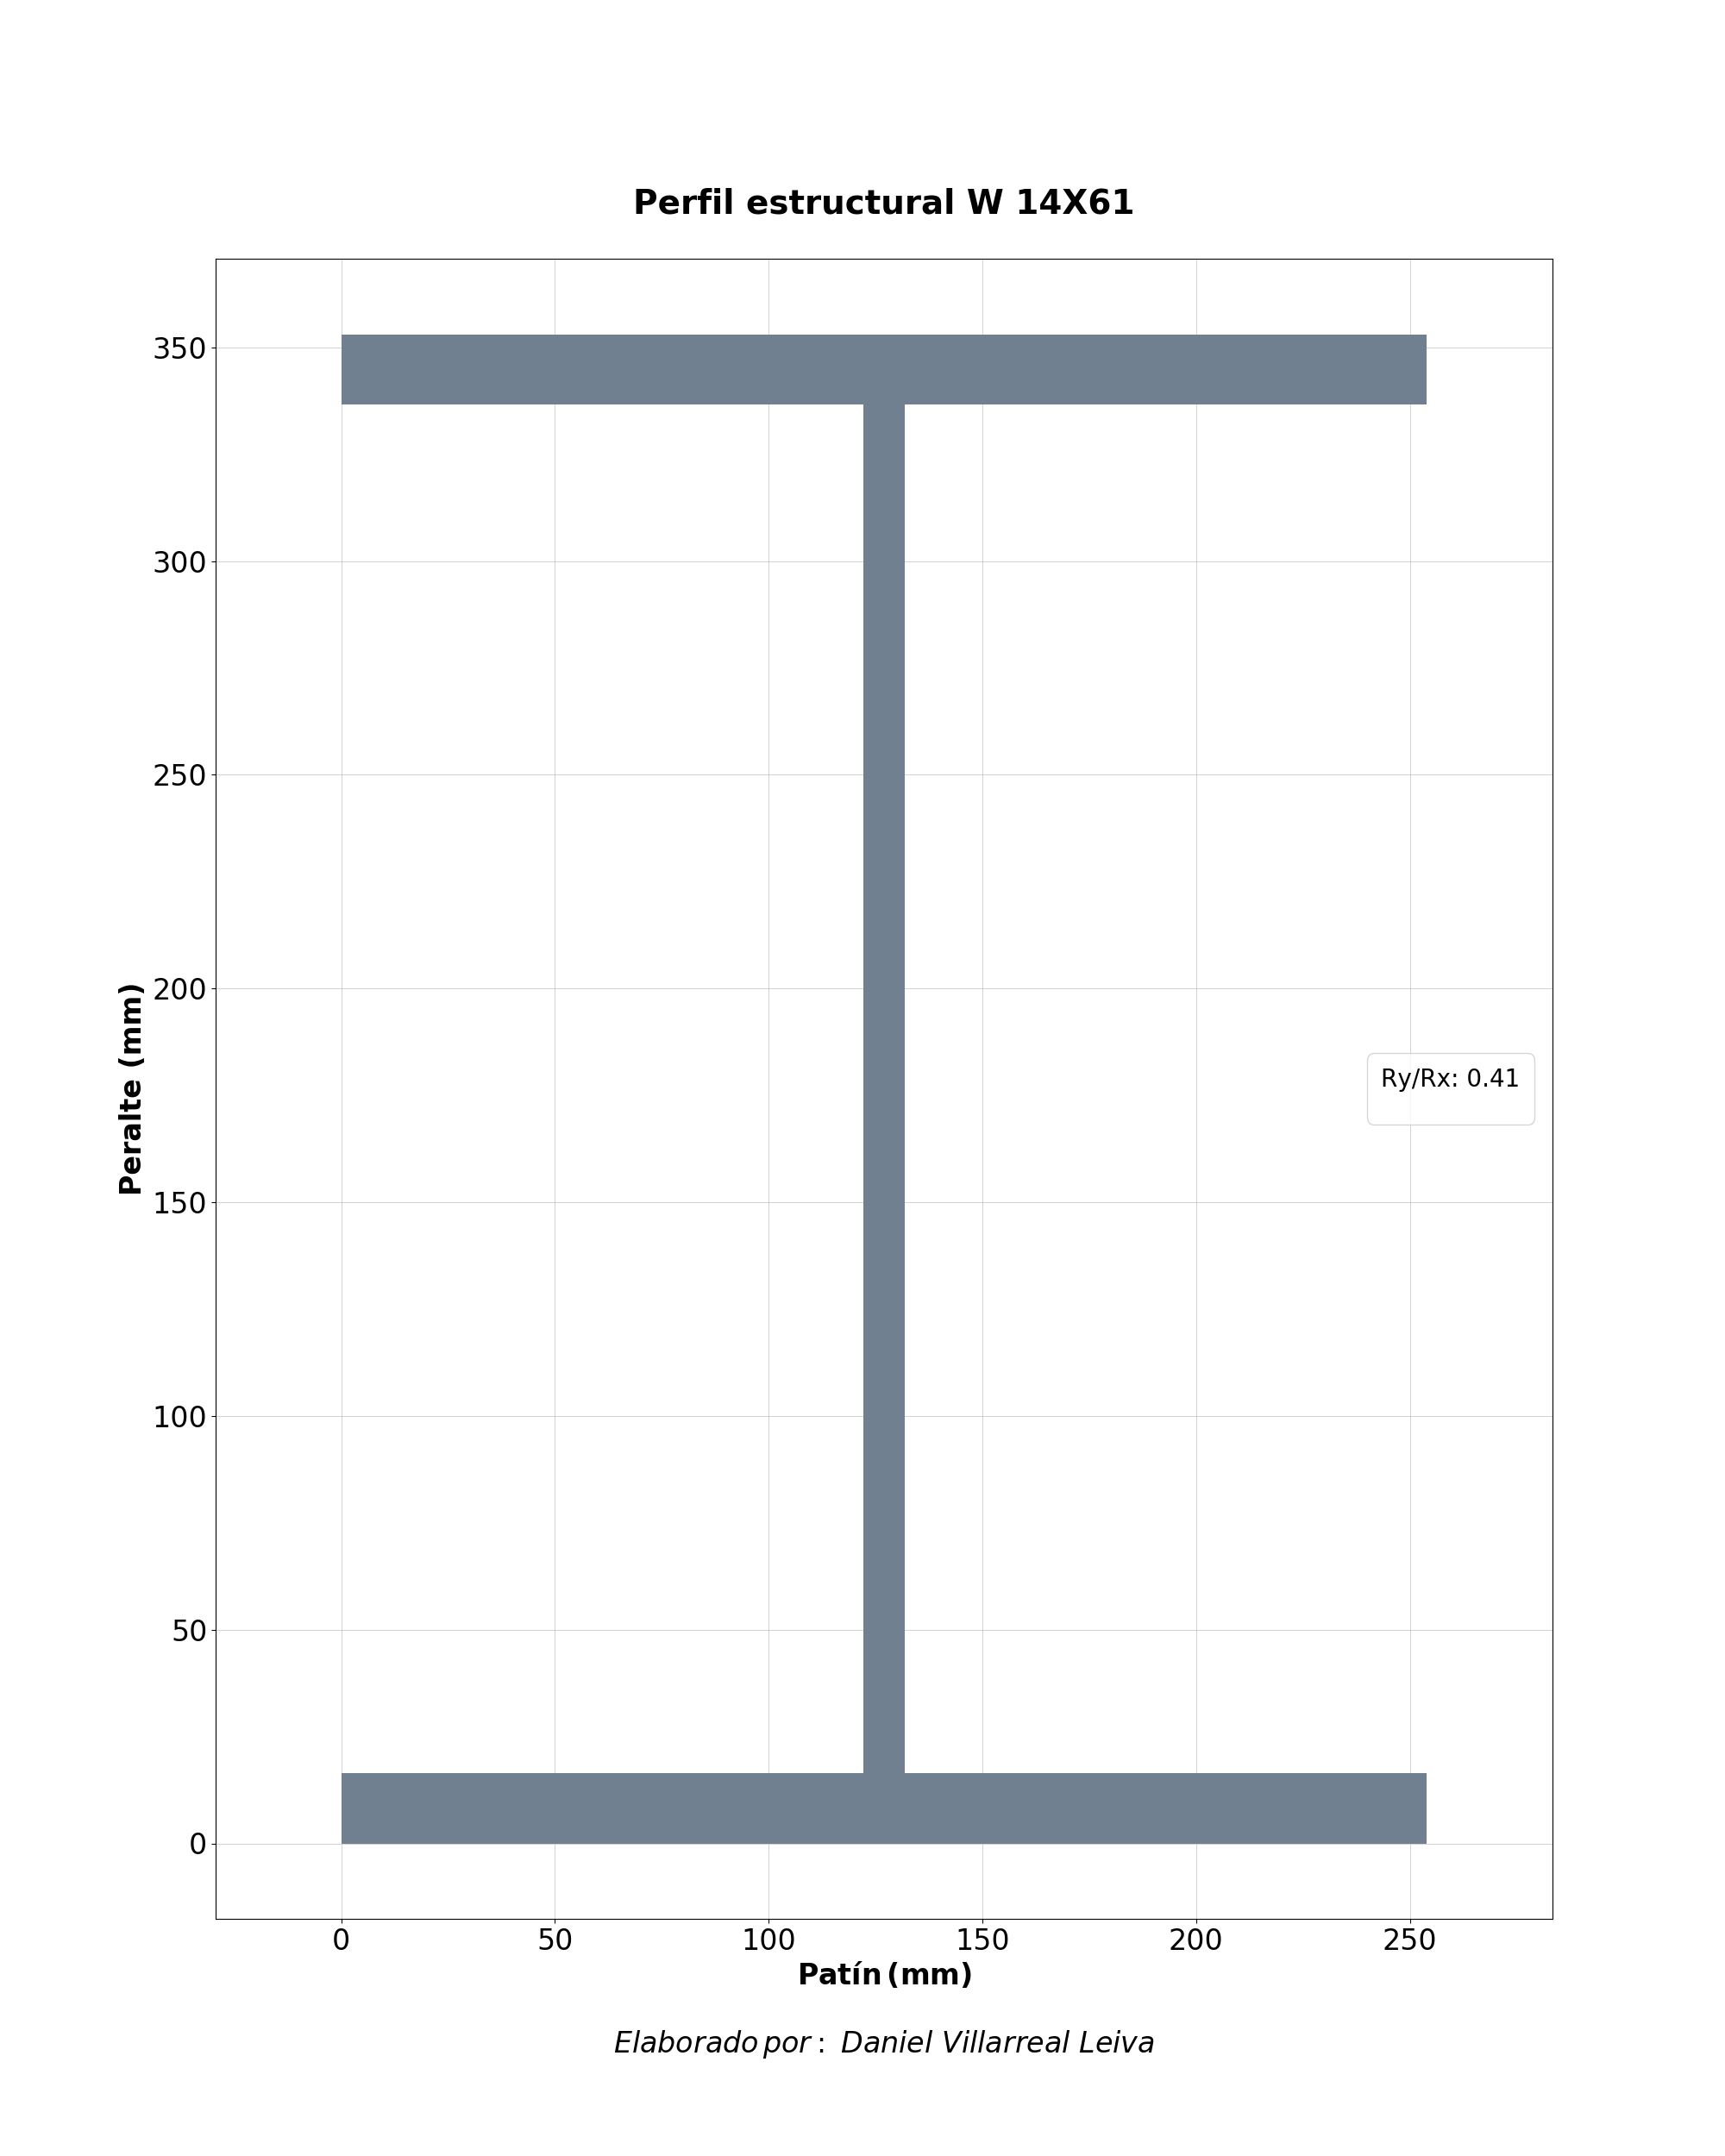 Perfil estructural W 14X61
350
300
250
200
150
100
50
0
Peralte (mm)
Ry/Rx: 0.41
0 50 100 150 200 250
Patín (mm)
Elaborado por: Daniel Villarreal Leiva